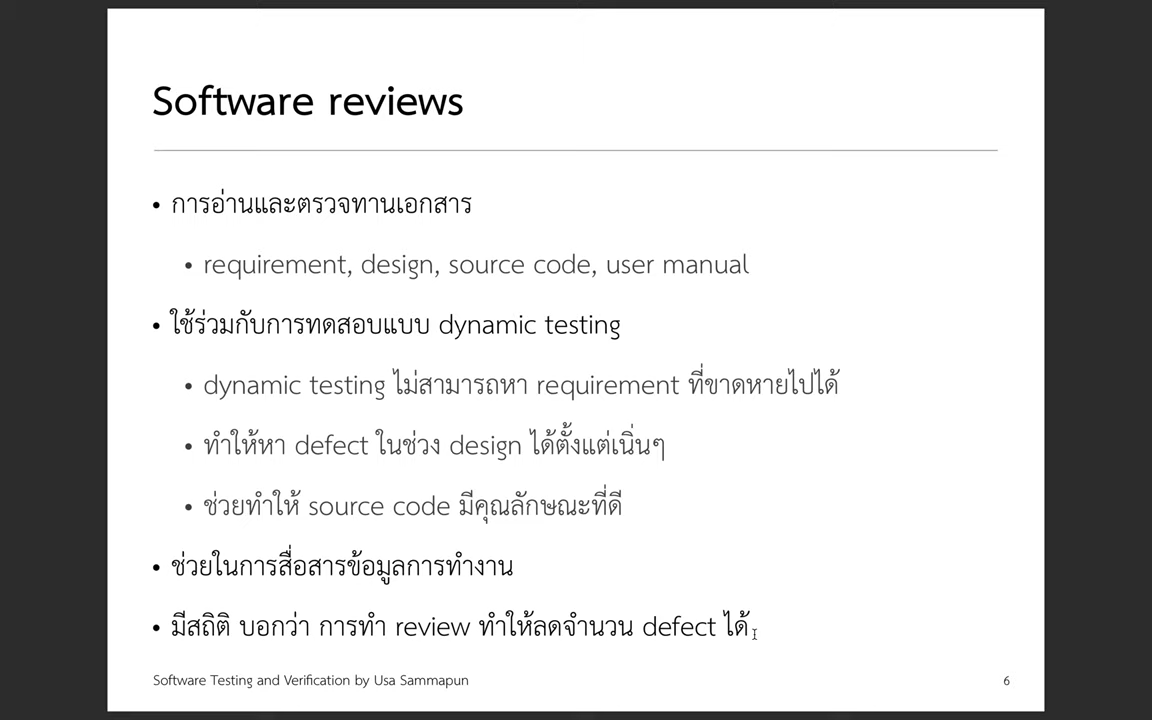 Software reviews
• การอ่านและตรวจทานเอกสาร
• requirement, design, source code, user manual
• ใช้ร่วมกับการทดสอบแบบ dynamic testing
• dynamic testing ไม่สามารถหา requirement ที่ขาดหายไปได้
• ทำให้หา defect ในช่วง design ได้ตั้งแต่เนิ่นๆ
• ช่วยทำให้ source code มีคุณลักษณะที่ดี
• ช่วยในการสื่อสารข้อมูลการทำงาน
• มีสถิติ บอกว่า การทำ review ทำให้ลดจำนวน defect ได้
Software Testing and Verification by Usa Sammapun
6